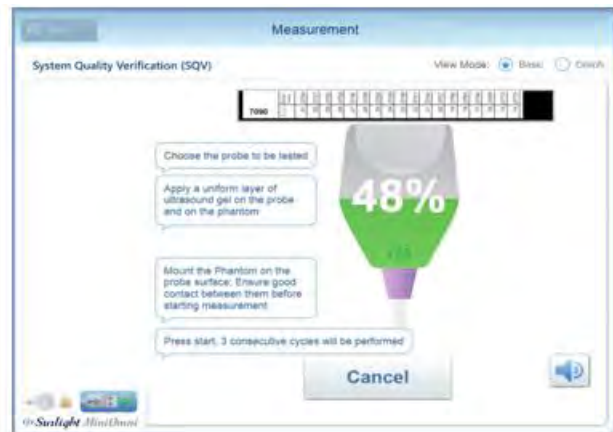 Measurement
System Quality Verification (SQV)
View Mode:
7090
Choose the probe to be tested
Apply a uniform layer of
ultrasound gel on the probe
and on the phantom
48%
Mount the Phantom on the
probe surface; Ensure good
contact between them before
starting measurement
Press start, 3 consecutive cycles will be performed
Cancel
Sunlight MiniOmni